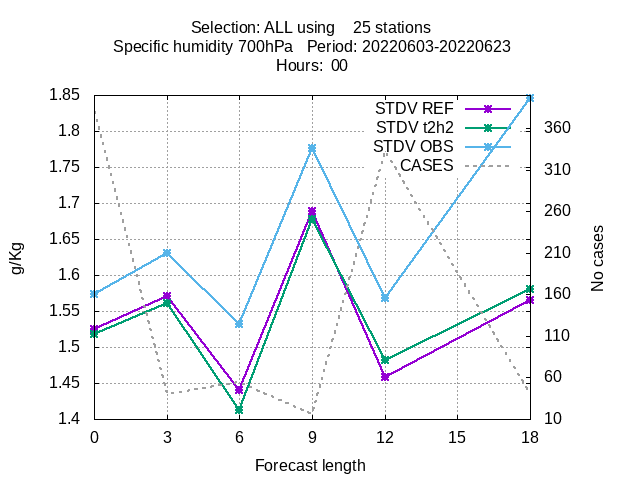 Selection: ALL using    25 stations
Specific humidity 700hPa   Period: 20220603-20220623
Hours:  00
STDV REF
STDV t2h2
STDV OBS
CASES
1.85
1.8
1.75
1.7
1.65
1.6
1.55
1.5
1.45
1.4
g/Kg
360
310
260
210
160
110
60
10
No cases
0 3 6 9 12 15 18
Forecast length